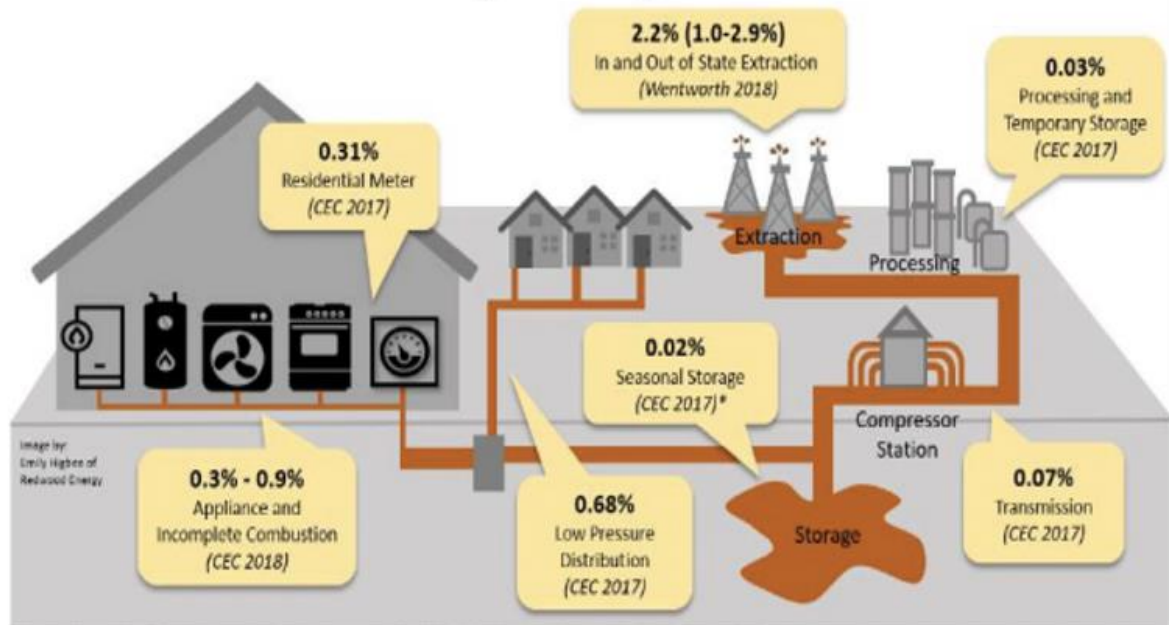 2.2% (1.0-2.9%)
In and Out of State Extraction
(Wentworth 2018)
0.03%
Processing and
Temporary Storage
(CEC 2017)
0.31%
Residential Meter
(CEC 2017)
Extraction
Processing
0.02%
Seasonal Storage
(CEC 2017)*
Compressor
Station
Image by:
Emily Higbee of
Redwood Energy
0.3% - 0.9%
Appliance and
Incomplete Combustion
(CEC 2018)
0.68%
Low Pressure
Distribution
(CEC 2017)
Storage
0.07%
Transmission
(CEC 2017)